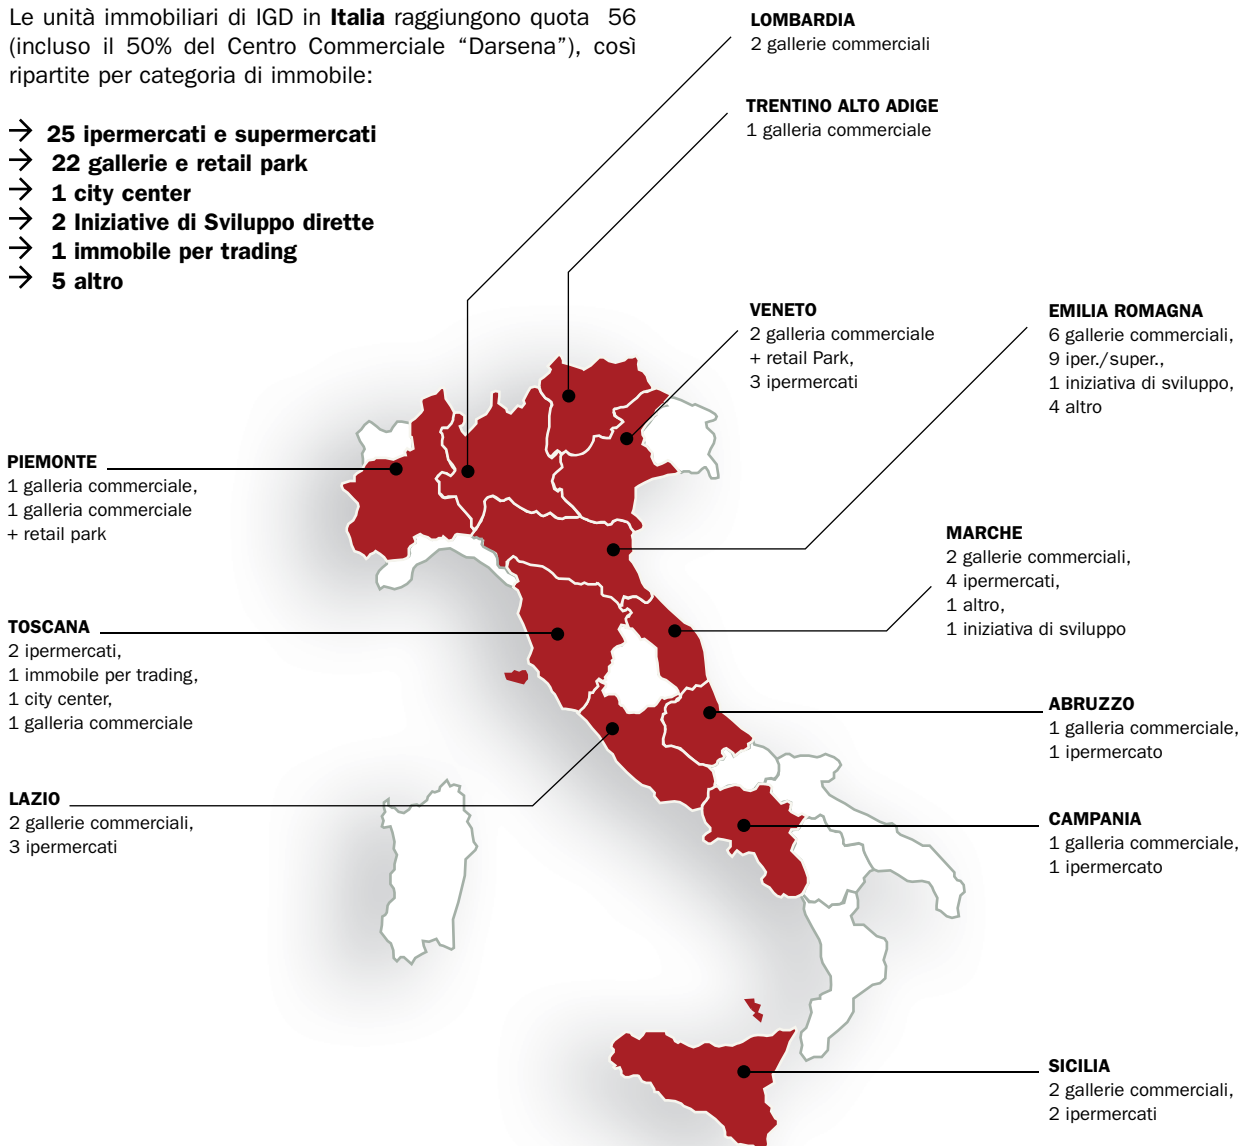 Le unità immobiliari di IGD in Italia raggiungono quota 56
(incluso il 50% del Centro Commerciale “Darsena”), così
ripartite per categoria di immobile:
→ 25 ipermercati e supermercati
→ 22 gallerie e retail park
→ 1 city center
→ 2 Iniziative di Sviluppo dirette
→ 1 immobile per trading
→ 5 altro
LOMBARDIA
2 gallerie commerciali
TRENTINO ALTO ADIGE
1 galleria commerciale
VENETO
2 galleria commerciale
+ retail Park,
3 ipermercati
EMILIA ROMAGNA
6 gallerie commerciali,
9 iper./super.,
1 iniziativa di sviluppo,
4 altro
PIEMONTE
1 galleria commerciale,
1 galleria commerciale
+ retail park
MARCHE
2 gallerie commerciali,
4 ipermercati,
1 altro,
1 iniziativa di sviluppo
TOSCANA
2 ipermercati,
1 immobile per trading,
1 city center,
1 galleria commerciale
ABRUZZO
1 galleria commerciale,
1 ipermercato
LAZIO
2 gallerie commerciali,
3 ipermercati
CAMPANIA
1 galleria commerciale,
1 ipermercato
SICILIA
2 gallerie commerciali,
2 ipermercati